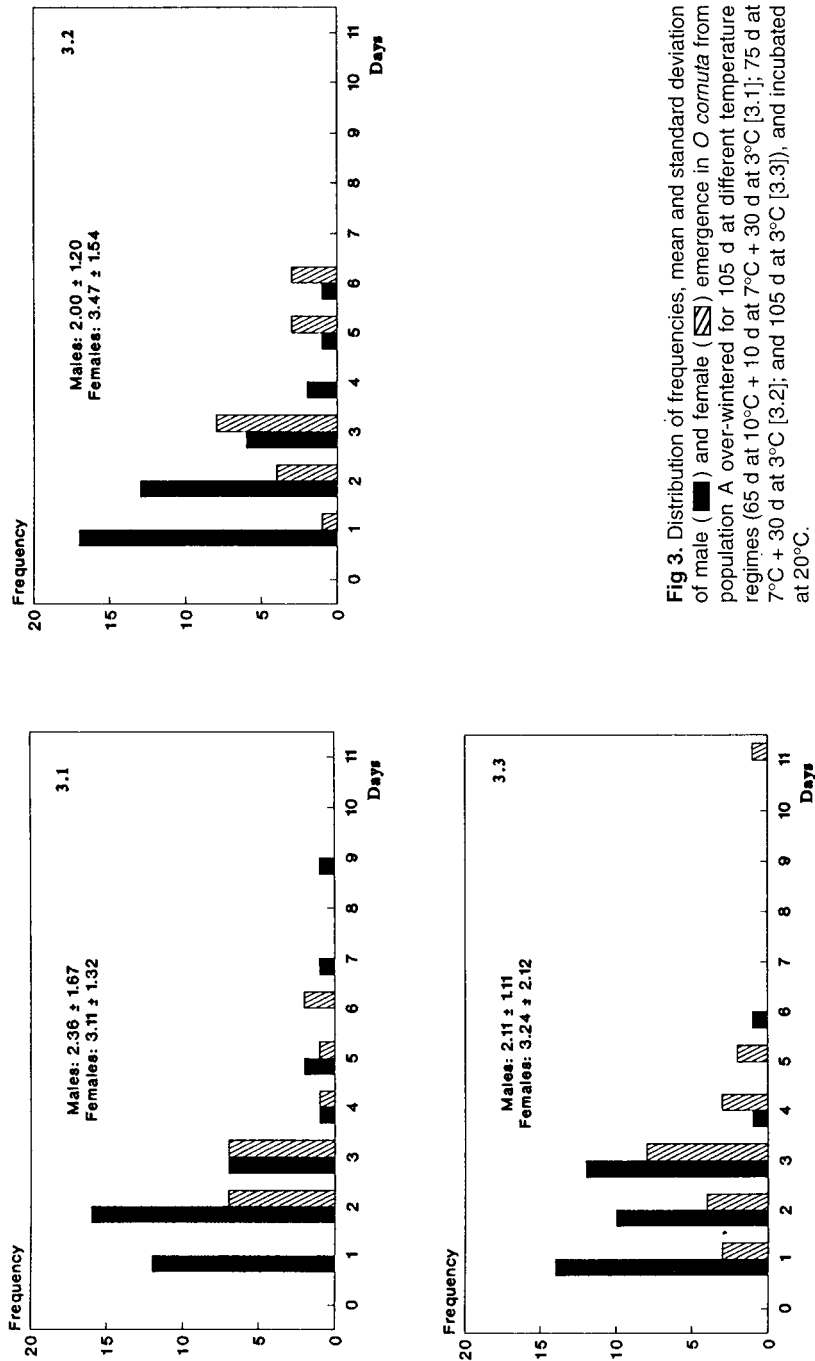 Frequency
20
15
10
5
0
0 1 2 3 4 5 6 7 8 9 10 11
Days
3.1
Males: 2.36 ± 1.67
Females: 3.11 ± 1.32
Frequency
20
15
10
5
0
0 1 2 3 4 5 6 7 8 9 10 11
Days
3.2
Males: 2.00 ± 1.20
Females: 3.47 ± 1.54
Frequency
20
15
10
5
0
0 1 2 3 4 5 6 7 8 9 10 11
Days
3.3
Males: 2.11 ± 1.11
Females: 3.24 ± 2.12
Fig 3. Distribution of frequencies, mean and standard deviation
of male ( ) and female ( ) emergence in O cornuta from
population A over-wintered for 105 d at different temperature
regimes (65 d at 10°C + 10 d at 7°C + 30 d at 3°C [3.1]; 75 d at
7°C + 30 d at 3°C [3.2]; and 105 d at 3°C [3.3]), and incubated
at 20°C.